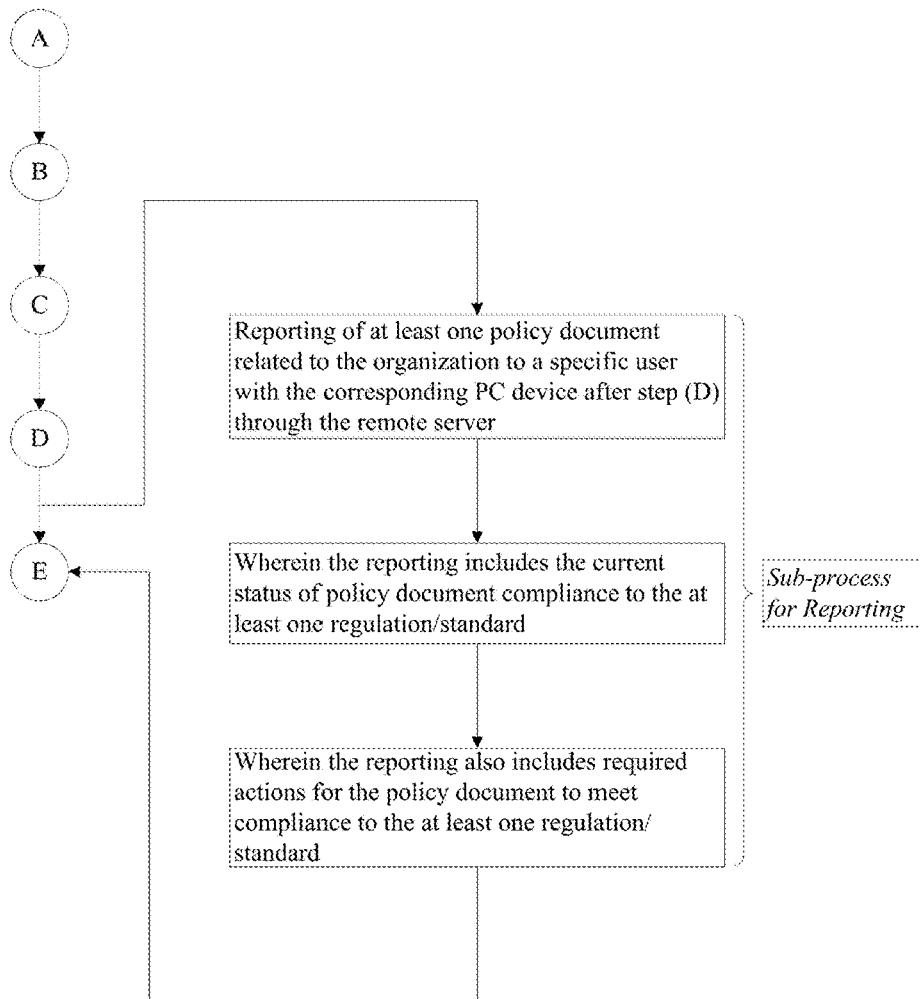 A
B
C
D
E
Reporting of at least one policy document
related to the organization to a specific user
with the corresponding PC device after step (D)
through the remote server
Wherein the reporting includes the current
status of policy document compliance to the at
least one regulation/standard
Wherein the reporting also includes required
actions for the policy document to meet
compliance to the at least one regulation/
standard
Sub-process
for Reporting